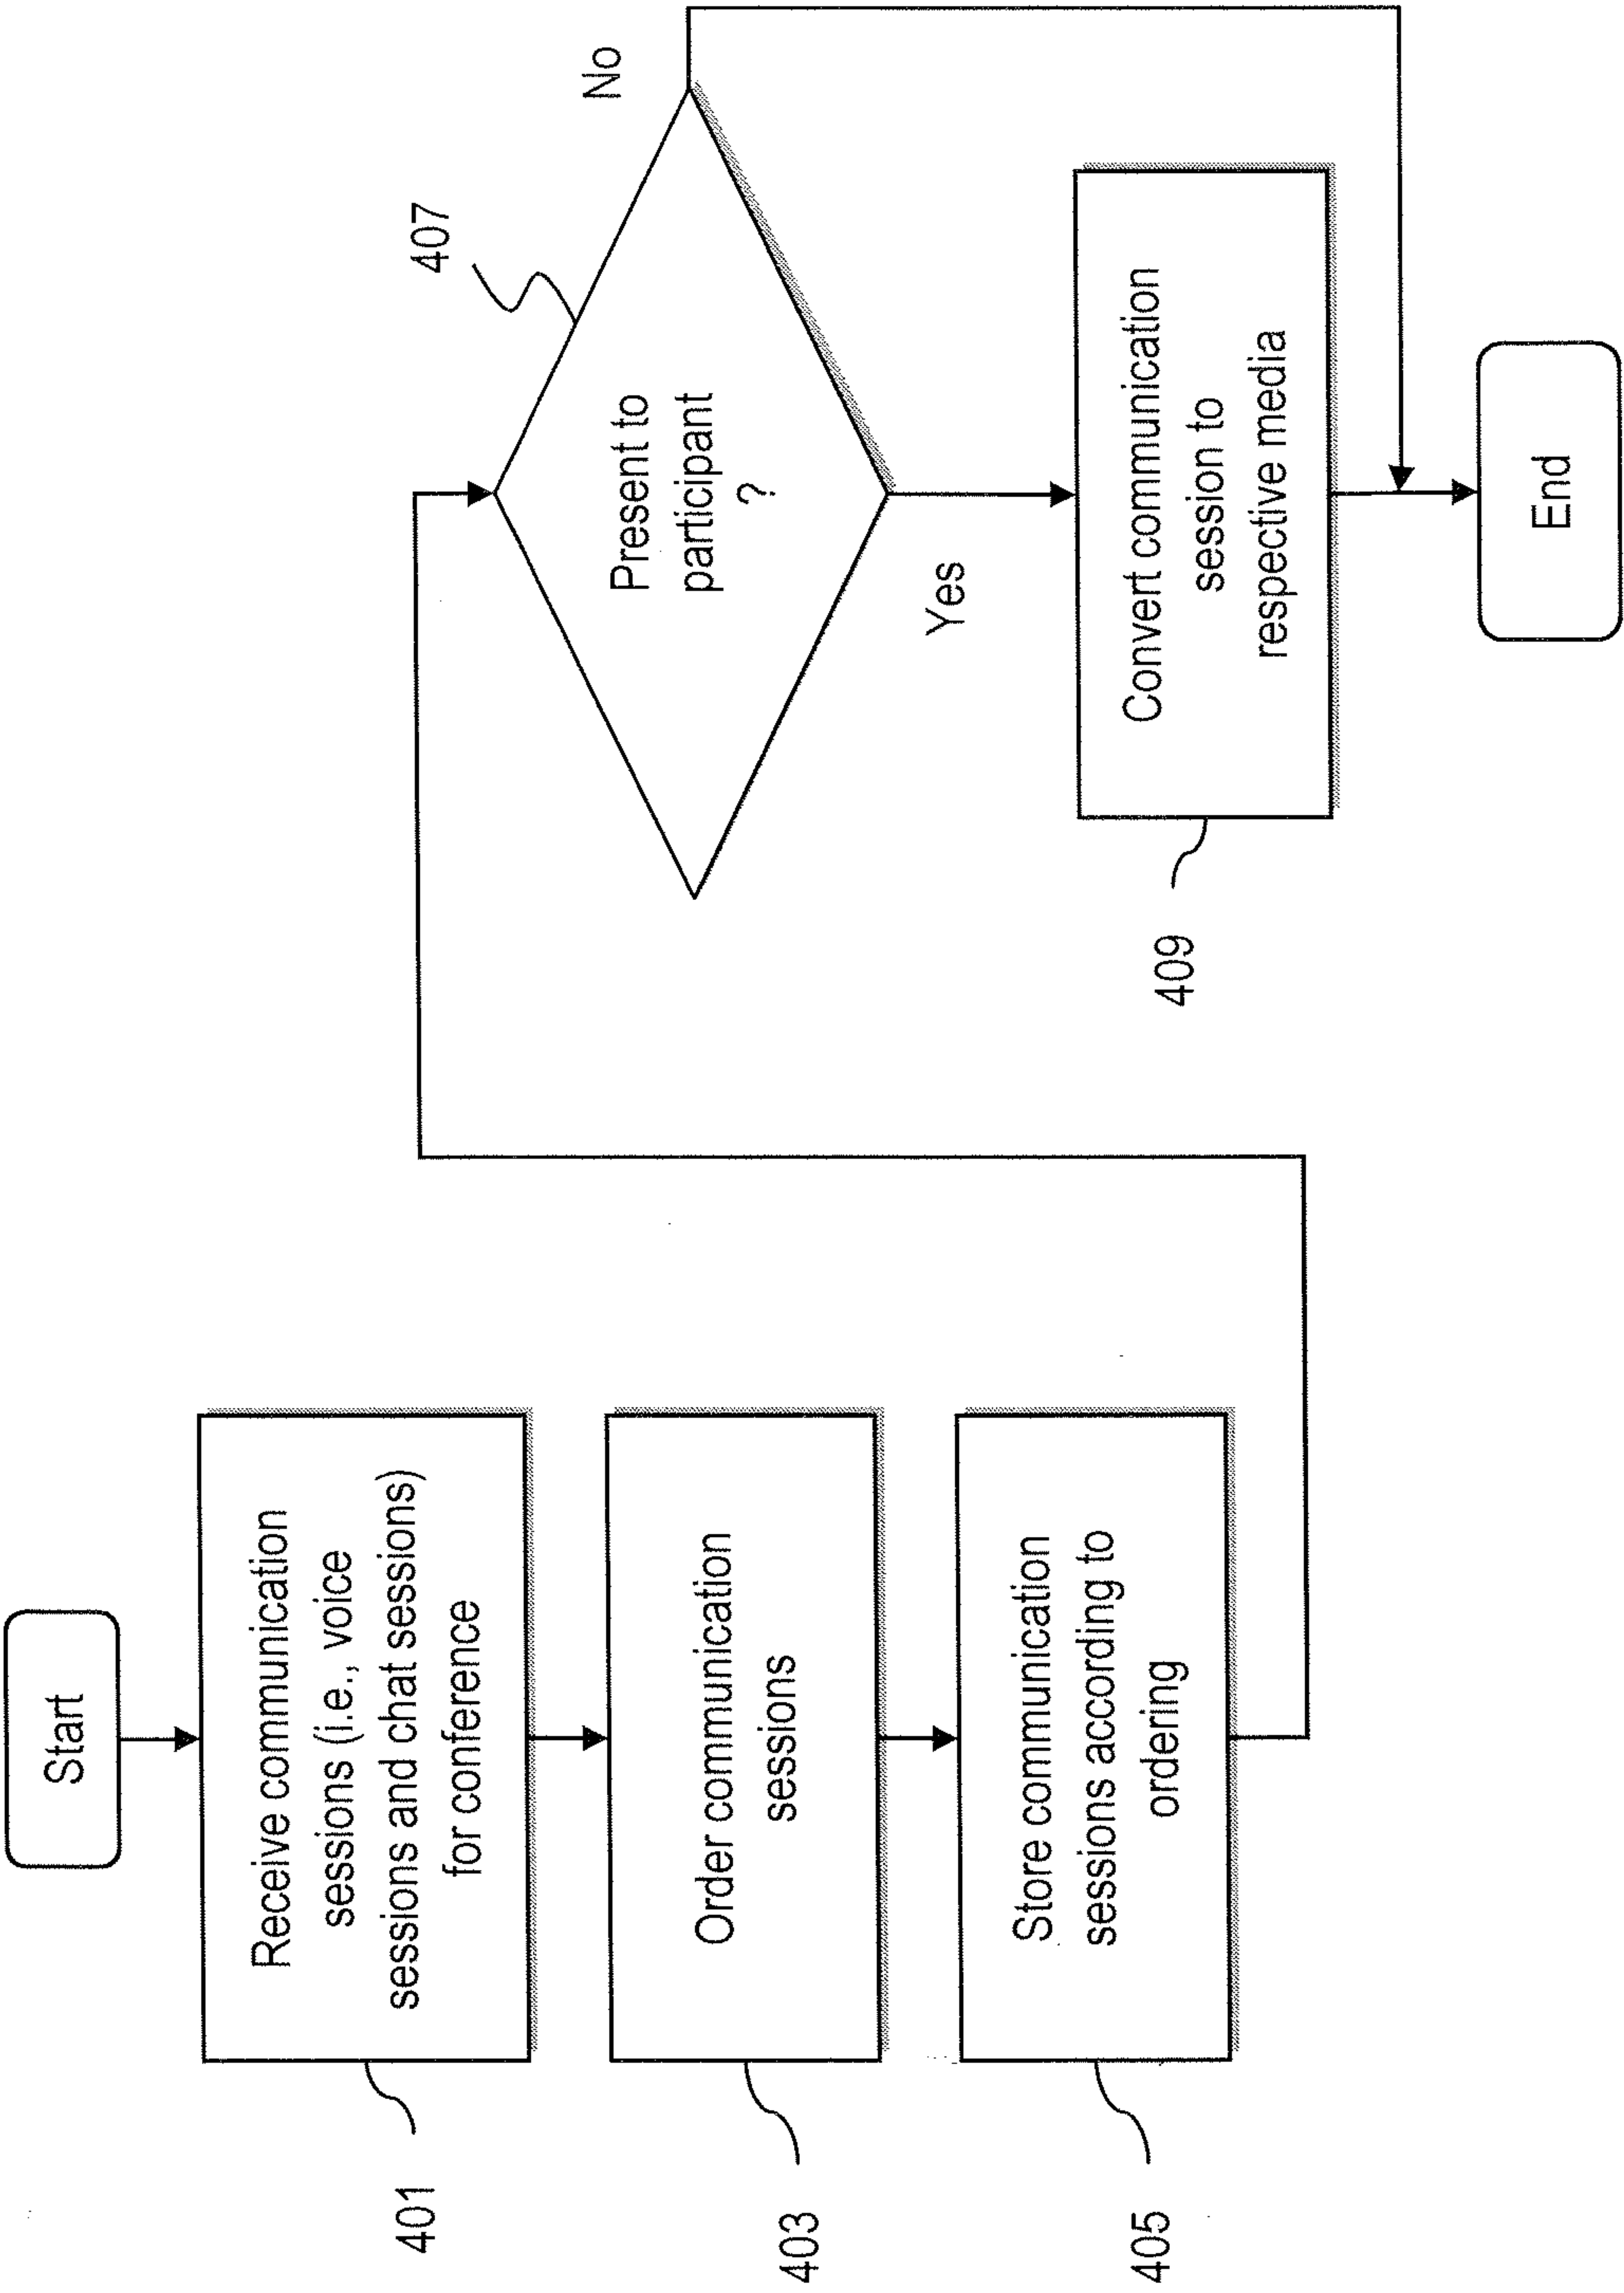 Start
Receive communication
sessions (i.e., voice
sessions and chat sessions)
for conference
401
Order communication
sessions
403
Store communication
sessions according to
ordering
405
Present to
participant
?
407
No
Yes
Convert communication
session to
respective media
409
End